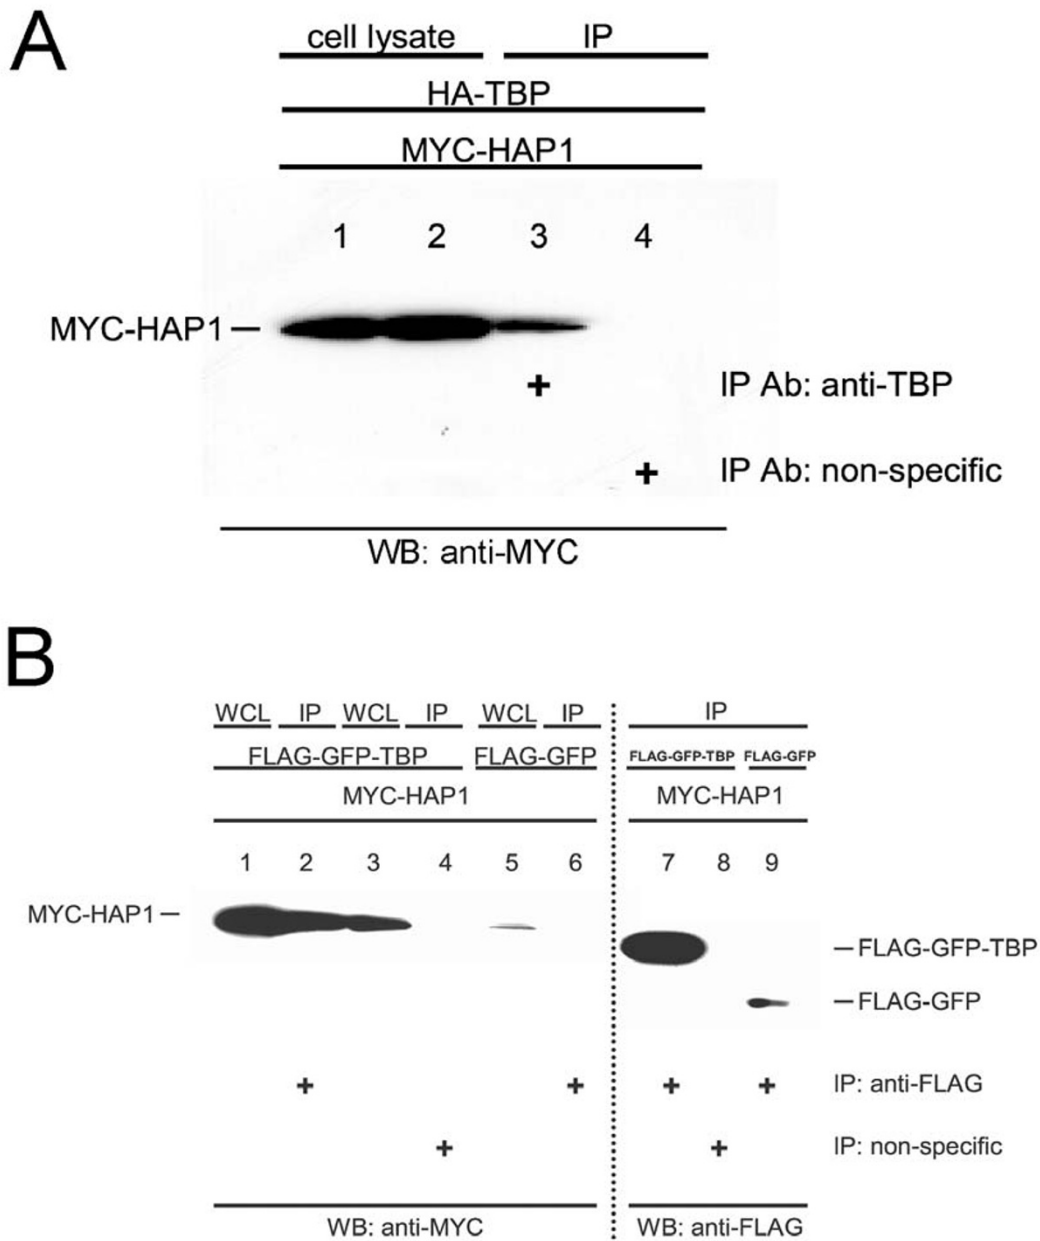 A
cell lysate IP
HA-TBP
MYC-HAP1
1 2 3 4
MYC-HAP1 –
+ IP Ab: anti-TBP
+ IP Ab: non-specific
WB: anti-MYC
B
WCL IP WCL IP WCL IP IP
FLAG-GFP-TBP FLAG-GFP FLAG-GFP-TBP FLAG-GFP
MYC-HAP1 MYC-HAP1
1 2 3 4 5 6 7 8 9
MYC-HAP1 –
– FLAG-GFP-TBP
– FLAG-GFP
+ + + + IP: anti-FLAG
+ + IP: non-specific
WB: anti-MYC WB: anti-FLAG